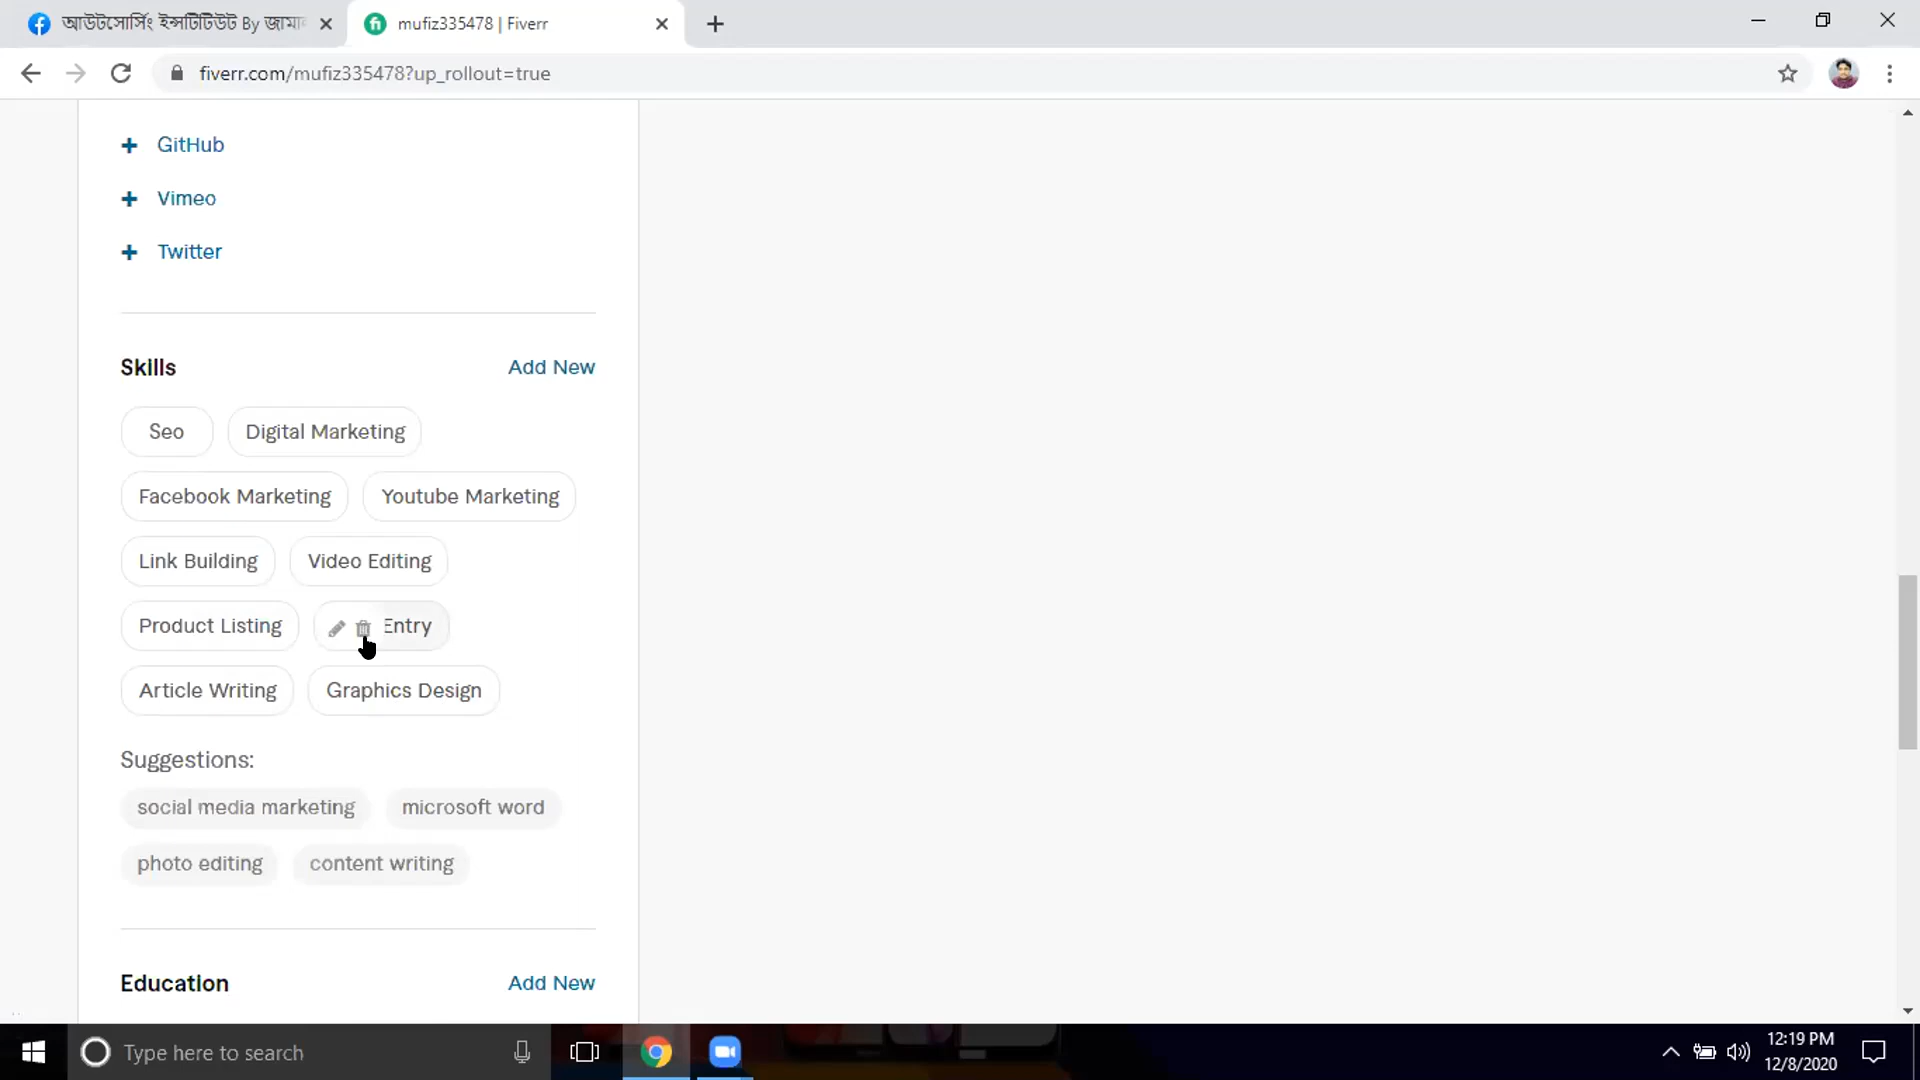 আউটসোর্সিং ইন্সটিটিউট By জামাল
mufiz335478 | Fiverr
fiverr.com/mufiz335478?up_rollout=true
GitHub
Vimeo
Twitter
Skills Add New
Seo Digital Marketing
Facebook Marketing Youtube Marketing
Link Building Video Editing
Product Listing Entry
Article Writing Graphics Design
Suggestions:
social media marketing microsoft word
photo editing content writing
Education Add New
Type here to search
12:19 PM
12/8/2020